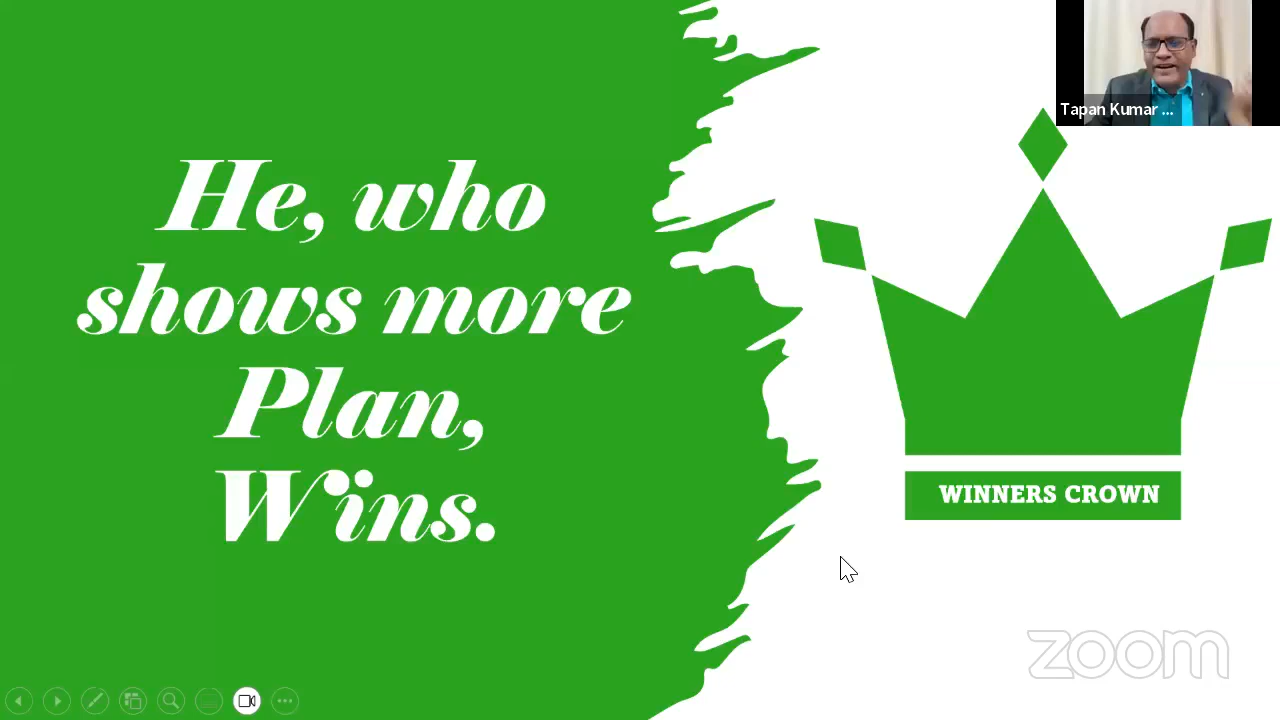 He, who
shows more
Plan,
Wins.
Tapan Kumar ...
WINNERS CROWN
zoom